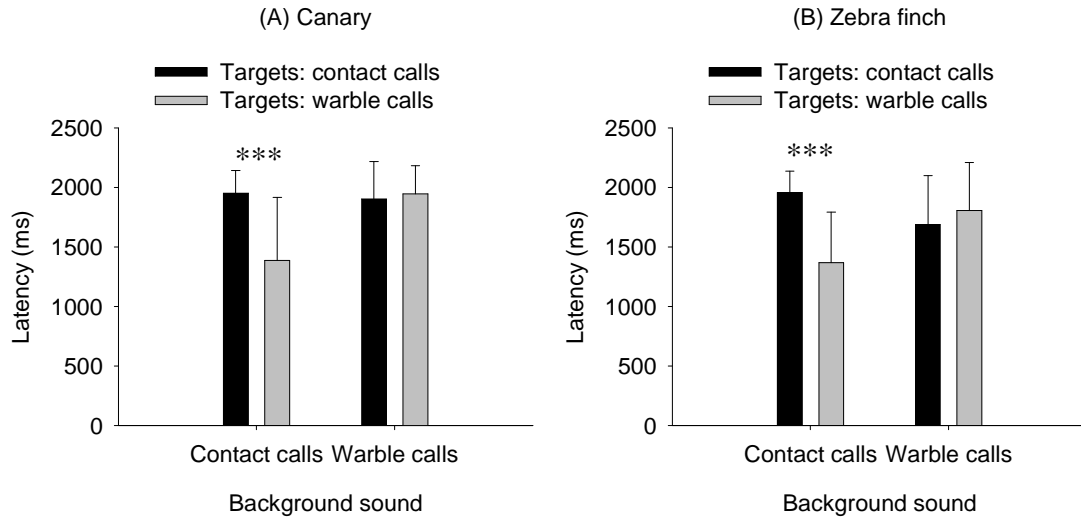 (A) Canary
Targets: contact calls
Targets: warble calls
2500
2000
1500
1000
500
0
Latency (ms)
***
Contact calls Warble calls
Background sound
(B) Zebra finch
Targets: contact calls
Targets: warble calls
2500
2000
1500
1000
500
0
Latency (ms)
***
Contact calls Warble calls
Background sound